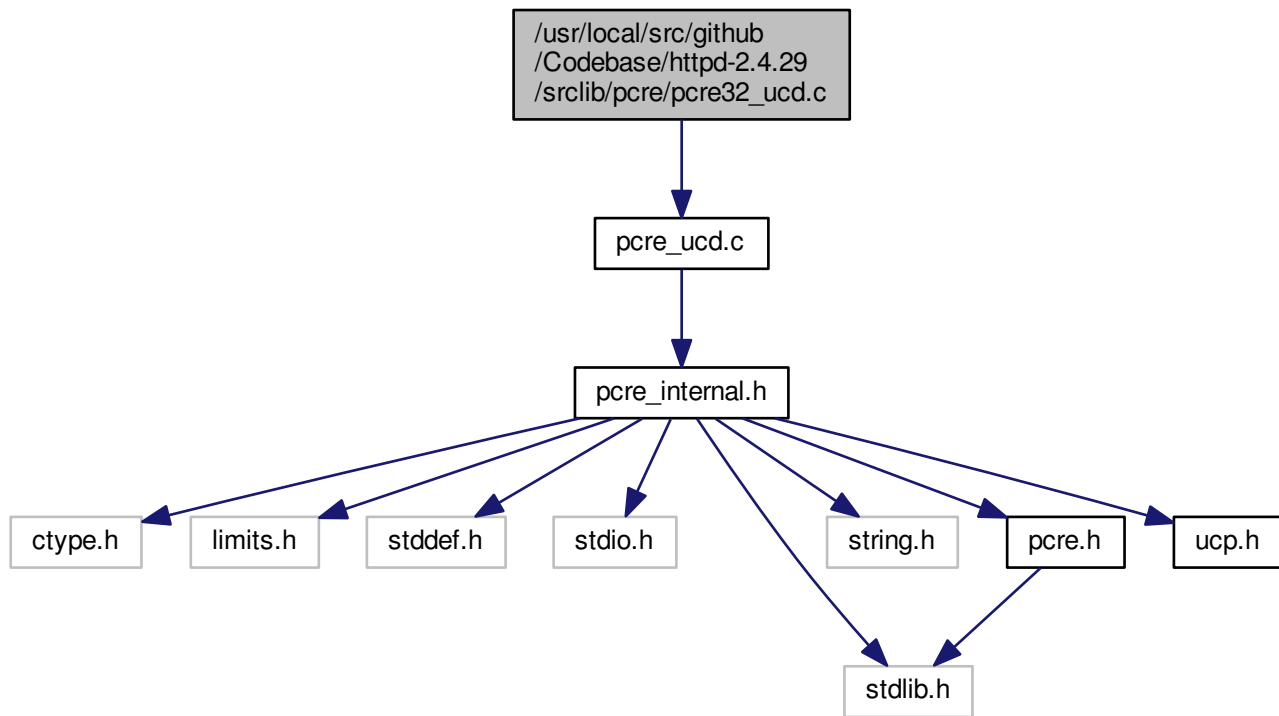 /usr/local/src/github
/Codebase/httpd-2.4.29
/srclib/pcre/pcre32_ucd.c
pcre_ucd.c
pcre_internal.h
ctype.h
limits.h
stddef.h
stdio.h
string.h
pcre.h
ucp.h
stdlib.h